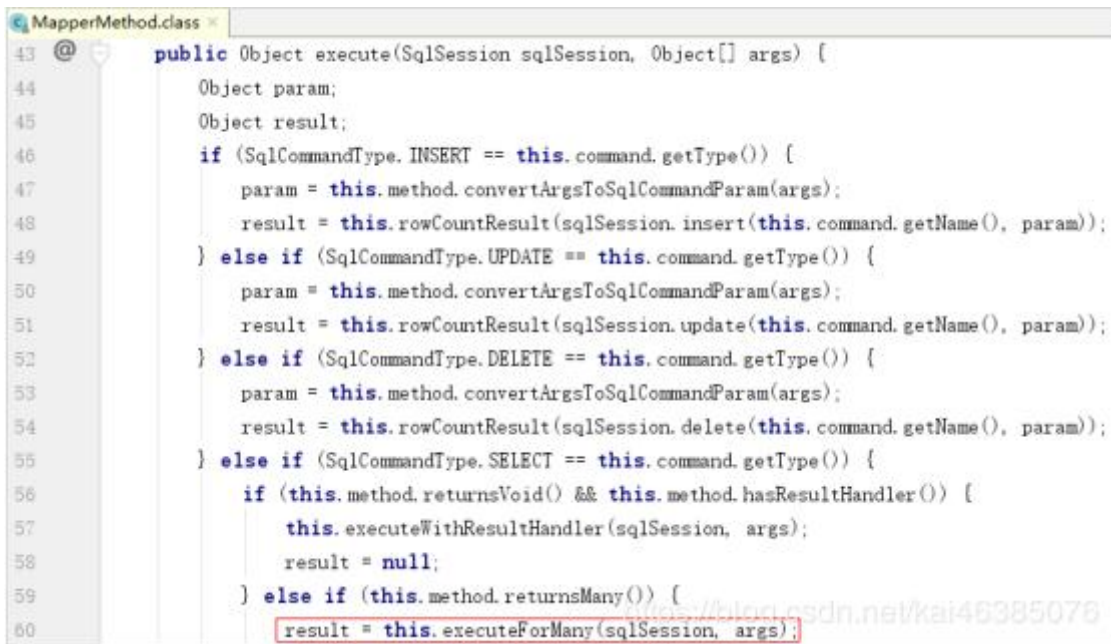 MapperMethod.class
43 @ public Object execute(SqlSession sqlSession, Object[] args) {
44 Object param;
45 Object result;
46 if (SqlCommandType.INSERT == this.command.getType()) {
47 param = this.method.convertArgsToSqlCommandParam(args);
48 result = this.rowCountResult(sqlSession.insert(this.command.getName(), param));
49 } else if (SqlCommandType.UPDATE == this.command.getType()) {
50 param = this.method.convertArgsToSqlCommandParam(args);
51 result = this.rowCountResult(sqlSession.update(this.command.getName(), param));
52 } else if (SqlCommandType.DELETE == this.command.getType()) {
53 param = this.method.convertArgsToSqlCommandParam(args);
54 result = this.rowCountResult(sqlSession.delete(this.command.getName(), param));
55 } else if (SqlCommandType.SELECT == this.command.getType()) {
56 if (this.method.returnsVoid() && this.method.hasResultHandler()) {
57 this.executeWithResultHandler(sqlSession, args);
58 result = null;
59 } else if (this.method.returnsMany()) {
https://blog.csdn.net/kai46385076
60 result = this.executeForMany(sqlSession, args);